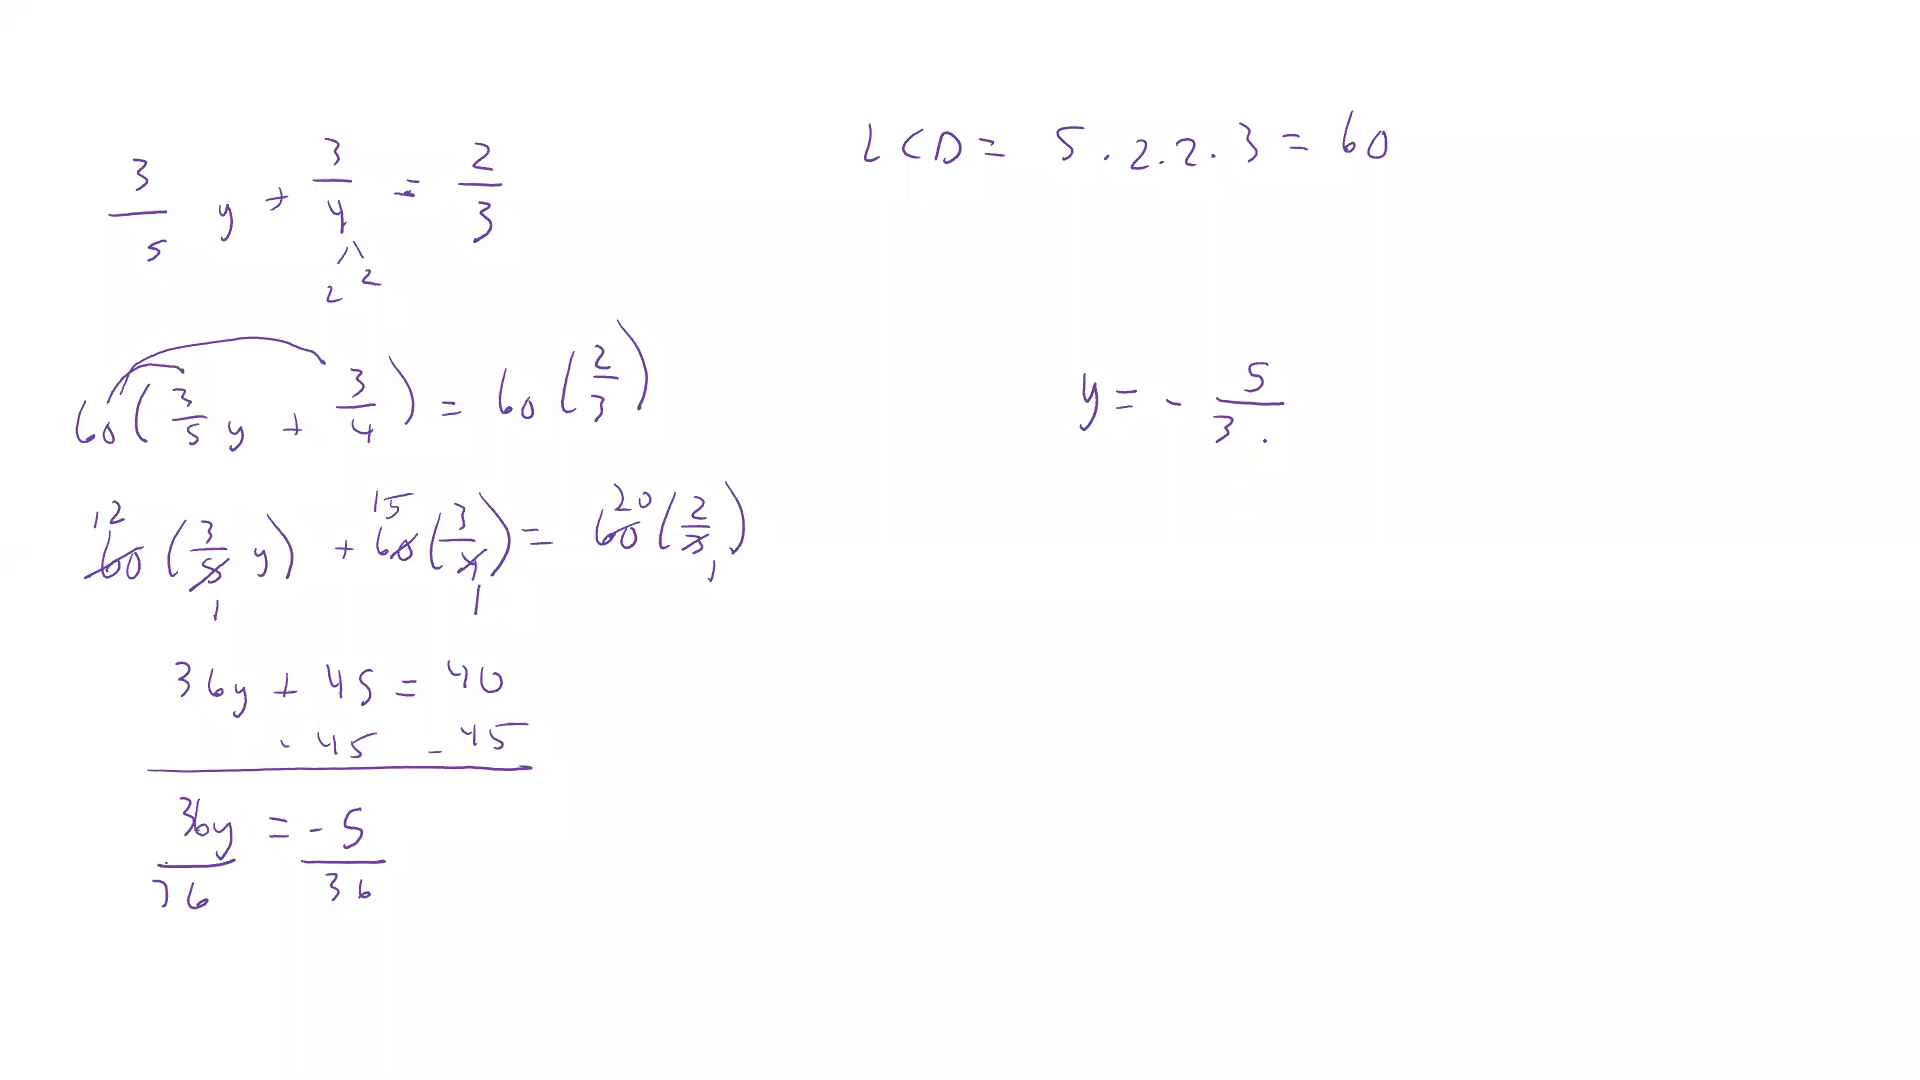 3/5 y + 3/4 = 2/3
2 2
60(3/5 y + 3/4) = 60(2/3)
12 15 20
60(3/5 y) + 60(3/4) = 60(2/3)
1 1 1
36y + 45 = 40
- 45 - 45
36y = - 5
36 36
LCD = 5 . 2 . 2 . 3 = 60
y = - 5/3